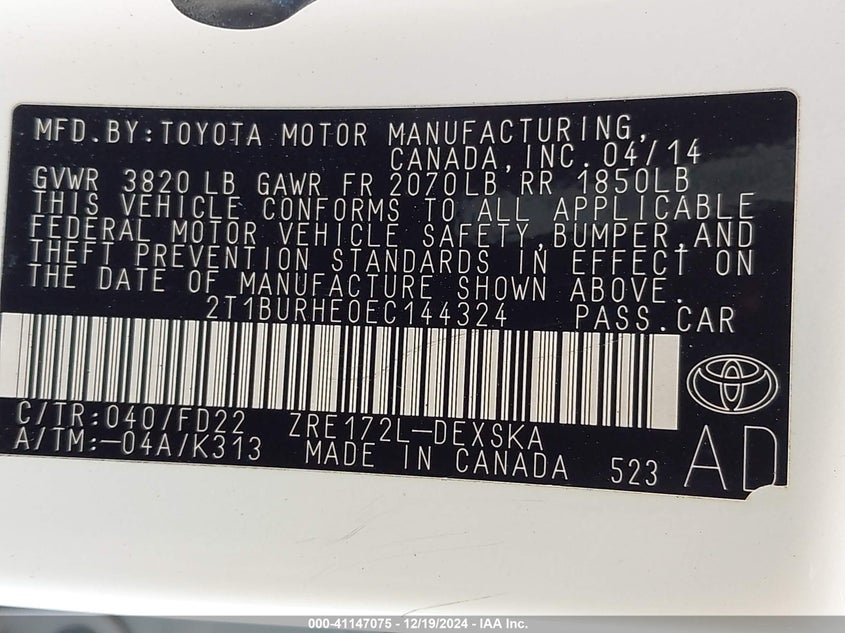 MFD.BY:TOYOTA MOTOR MANUFACTURING,
CANADA, INC. 04/14
GVWR 3820 LB GAWR FR 2070LB RR 1850LB
THIS VEHICLE CONFORMS TO ALL APPLICABLE
FEDERAL MOTOR VEHICLE SAFETY, BUMPER, AND
THEFT PREVENTION STANDARDS IN EFFECT ON
THE DATE OF MANUFACTURE SHOWN ABOVE.
2T1BURHE0EC144324 PASS.CAR
C/TR:040/FD22 ZRE172L-DEXSKA
A/TM:-04A/K313 MADE IN CANADA 523 AD
000-41147075 - 12/19/2024 - IAA Inc.